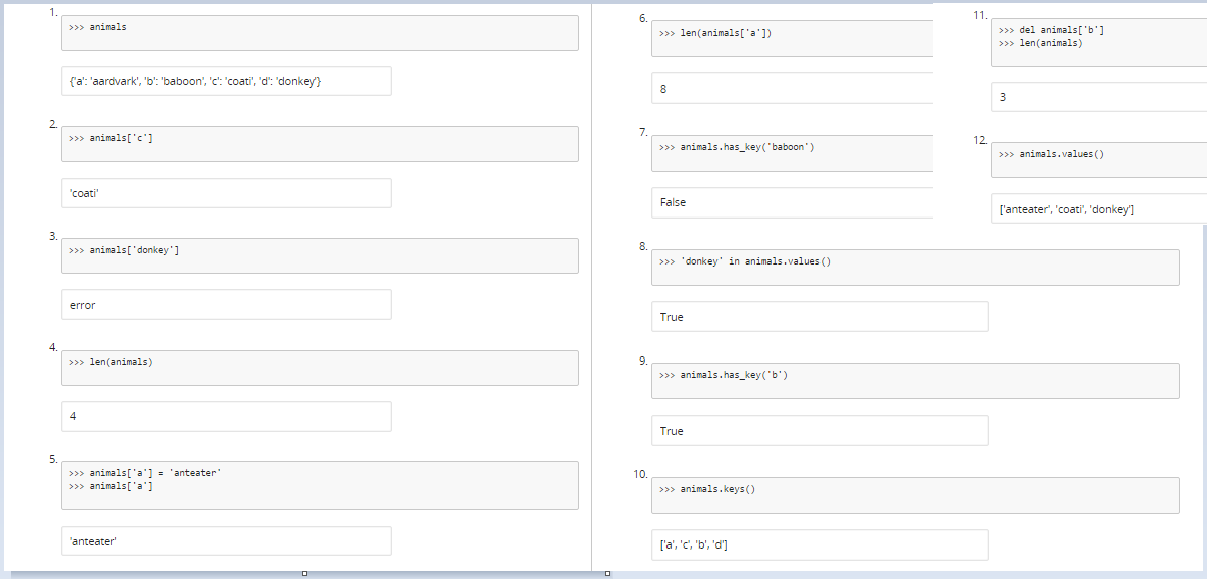 1.
>>> animals
{'a': 'aardvark', 'b': 'baboon', 'c': 'coati', 'd': 'donkey'}
2.
>>> animals['c']
'coati'
3.
>>> animals['donkey']
error
4.
>>> len(animals)
4
5.
>>> animals['a'] = 'anteater'
>>> animals['a']
'anteater'
6.
>>> len(animals['a'])
8
7.
>>> animals.has_key("baboon")
False
8.
>>> 'donkey' in animals.values()
True
9.
>>> animals.has_key('b')
True
10.
>>> animals.keys()
['a', 'c', 'b', 'd']
11.
>>> del animals['b']
>>> len(animals)
3
12.
>>> animals.values()
['anteater', 'coati', 'donkey']